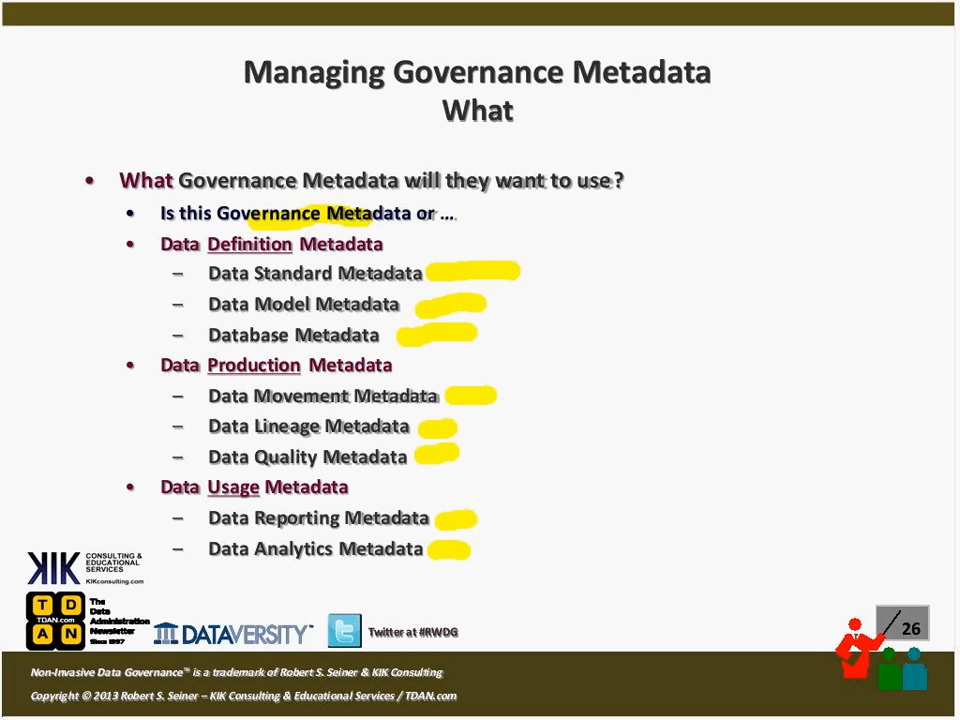 Managing Governance Metadata
What
• What Governance Metadata will they want to use?
• Is this Governance Metadata or ...
• Data Definition Metadata
– Data Standard Metadata
– Data Model Metadata
– Database Metadata
• Data Production Metadata
– Data Movement Metadata
– Data Lineage Metadata
– Data Quality Metadata
• Data Usage Metadata
– Data Reporting Metadata
– Data Analytics Metadata
KIK
CONSULTING &
EDUCATIONAL
SERVICES
KIKconsulting.com
T D
TDAN.com
A N
The
Data
Administration
Newsletter
Since 1997
DATAVERSITY™
Twitter at #RWDG
26
Non-Invasive Data Governance™ is a trademark of Robert S. Seiner & KIK Consulting
Copyright © 2013 Robert S. Seiner – KIK Consulting & Educational Services / TDAN.com